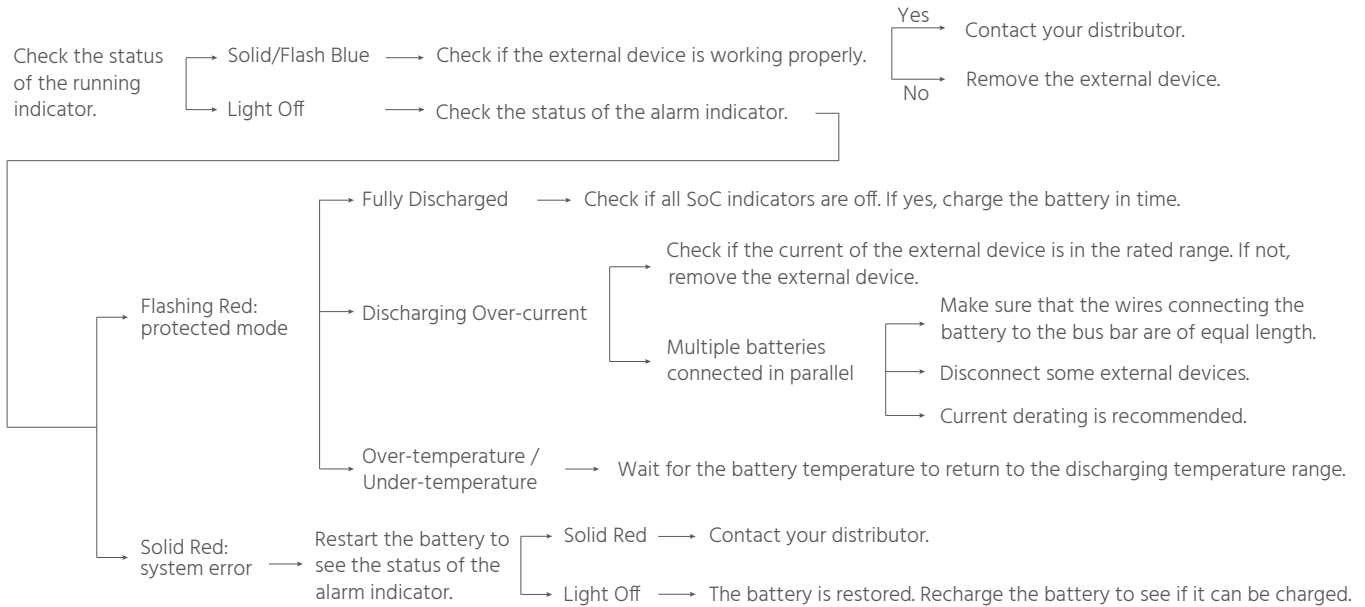 Check the status
of the running
indicator.
Solid/Flash Blue
Check if the external device is working properly.
Yes
Contact your distributor.
No
Remove the external device.
Light Off
Check the status of the alarm indicator.
Flashing Red:
protected mode
Fully Discharged
Check if all SoC indicators are off. If yes, charge the battery in time.
Discharging Over-current
Check if the current of the external device is in the rated range. If not,
remove the external device.
Multiple batteries
connected in parallel
Make sure that the wires connecting the
battery to the bus bar are of equal length.
Disconnect some external devices.
Current derating is recommended.
Over-temperature /
Under-temperature
Wait for the battery temperature to return to the discharging temperature range.
Solid Red:
system error
Restart the battery to
see the status of the
alarm indicator.
Solid Red
Contact your distributor.
Light Off
The battery is restored. Recharge the battery to see if it can be charged.